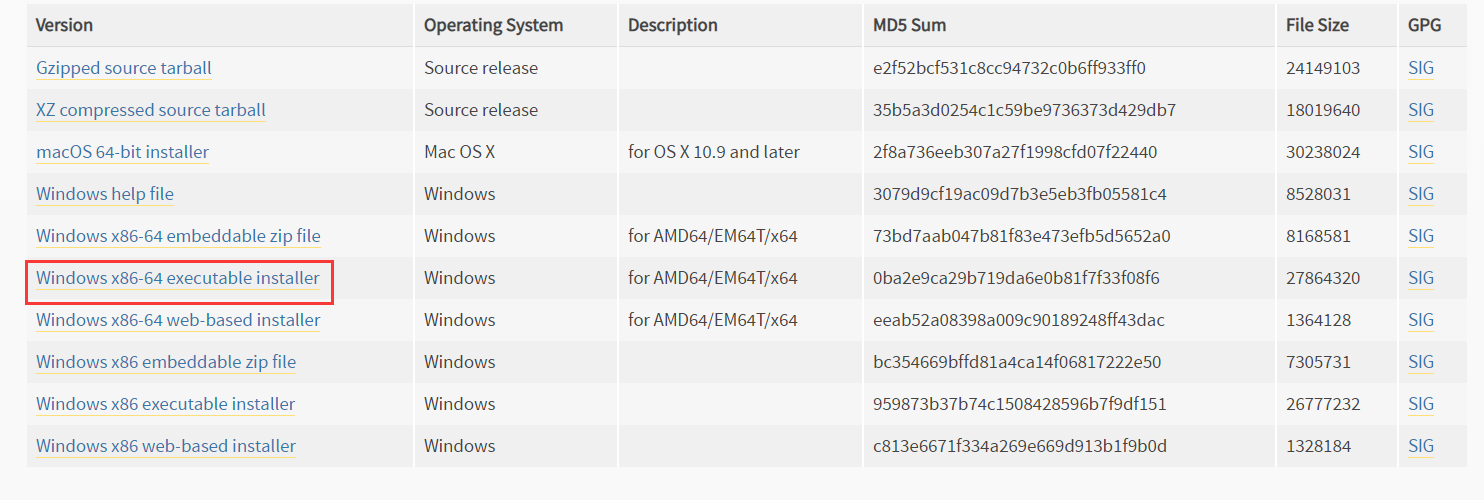 Version Operating System Description MD5 Sum File Size GPG
Gzipped source tarball Source release e2f52bcf531c8cc94732c0b6ff933ff0 24149103 SIG
XZ compressed source tarball Source release 35b5a3d0254c1c59be9736373d429db7 18019640 SIG
macOS 64-bit installer Mac OS X for OS X 10.9 and later 2f8a736eeb307a27f1998cfd07f22440 30238024 SIG
Windows help file Windows 3079d9cf19ac09d7b3e5eb3fb05581c4 8528031 SIG
Windows x86-64 embeddable zip file Windows for AMD64/EM64T/x64 73bd7aab047b81f83e473efb5d5652a0 8168581 SIG
Windows x86-64 executable installer Windows for AMD64/EM64T/x64 0ba2e9ca29b719da6e0b81f7f33f08f6 27864320 SIG
Windows x86-64 web-based installer Windows for AMD64/EM64T/x64 eeab52a08398a009c90189248ff43dac 1364128 SIG
Windows x86 embeddable zip file Windows bc354669bffd81a4ca14f06817222e50 7305731 SIG
Windows x86 executable installer Windows 959873b37b74c1508428596b7f9df151 26777232 SIG
Windows x86 web-based installer Windows c813e6671f334a269e669d913b1f9b0d 1328184 SIG